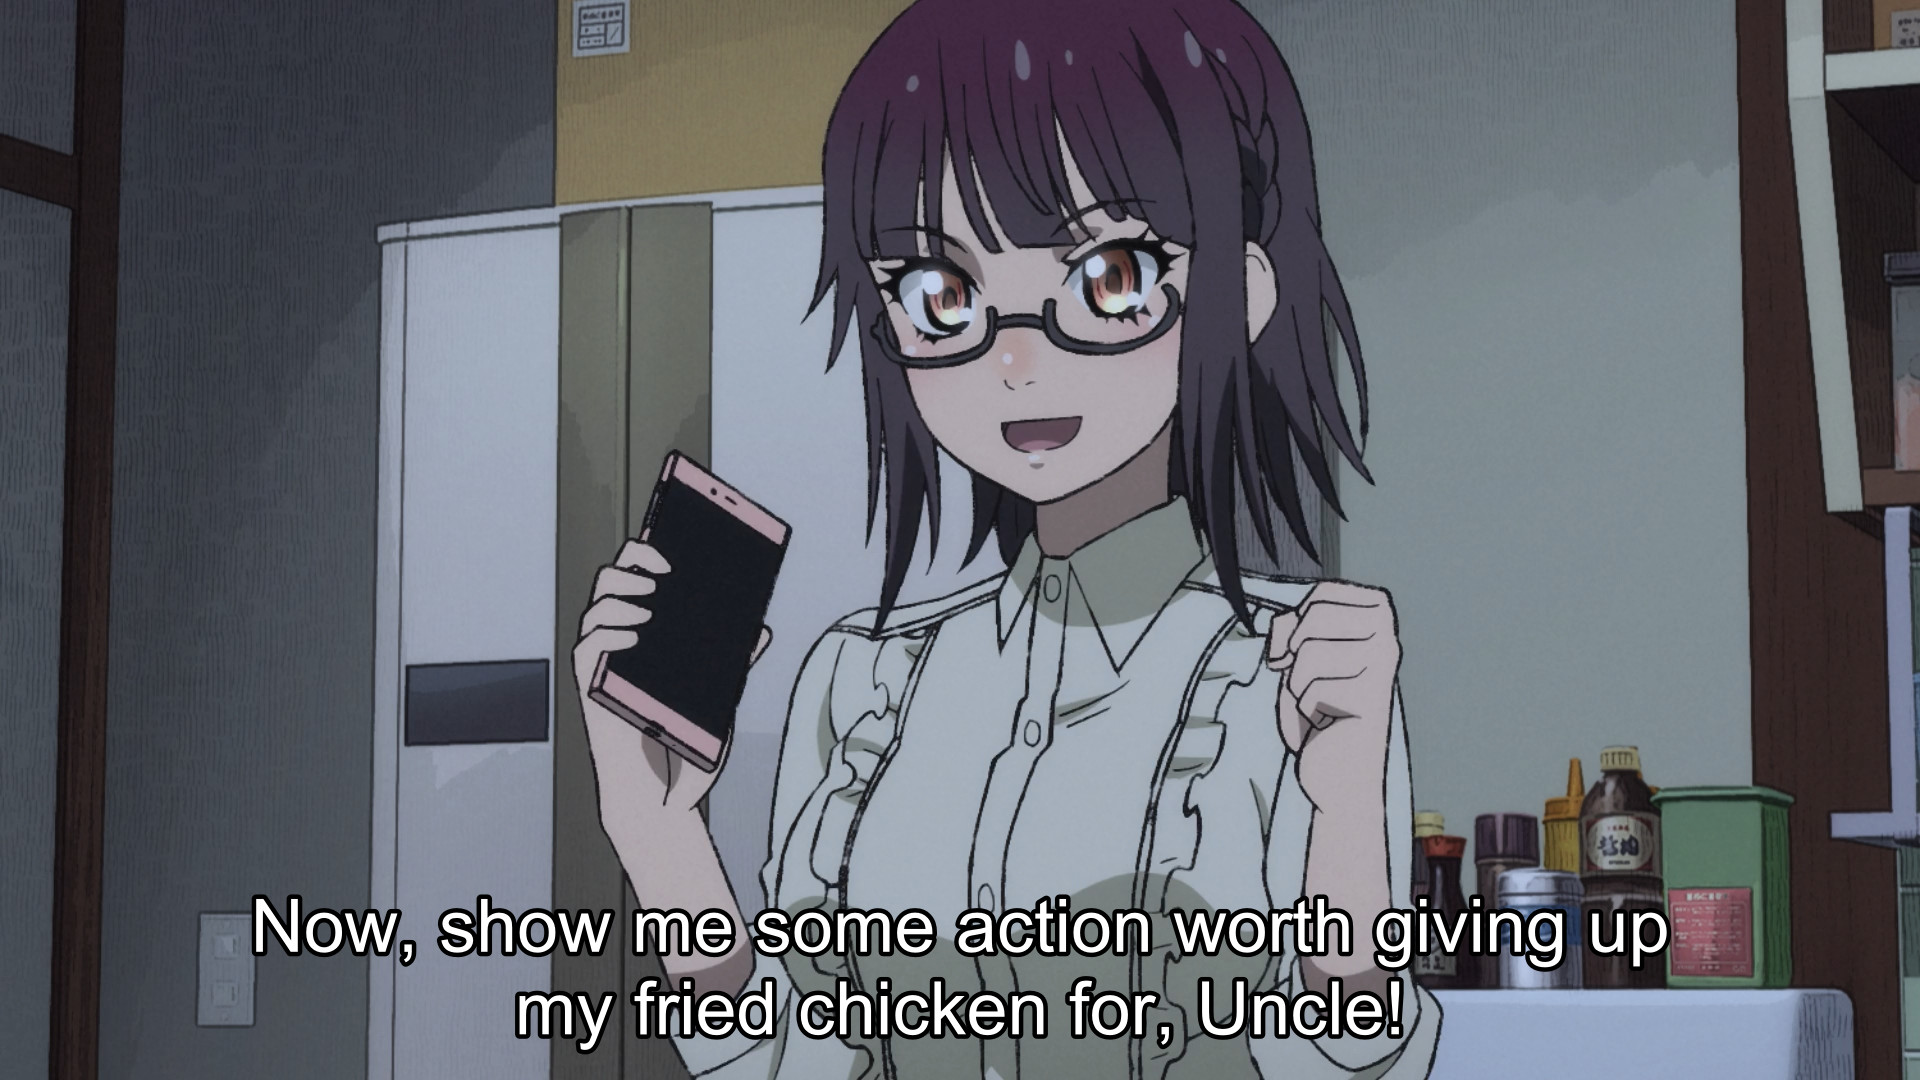 Now, show me some action worth giving up
my fried chicken for, Uncle!